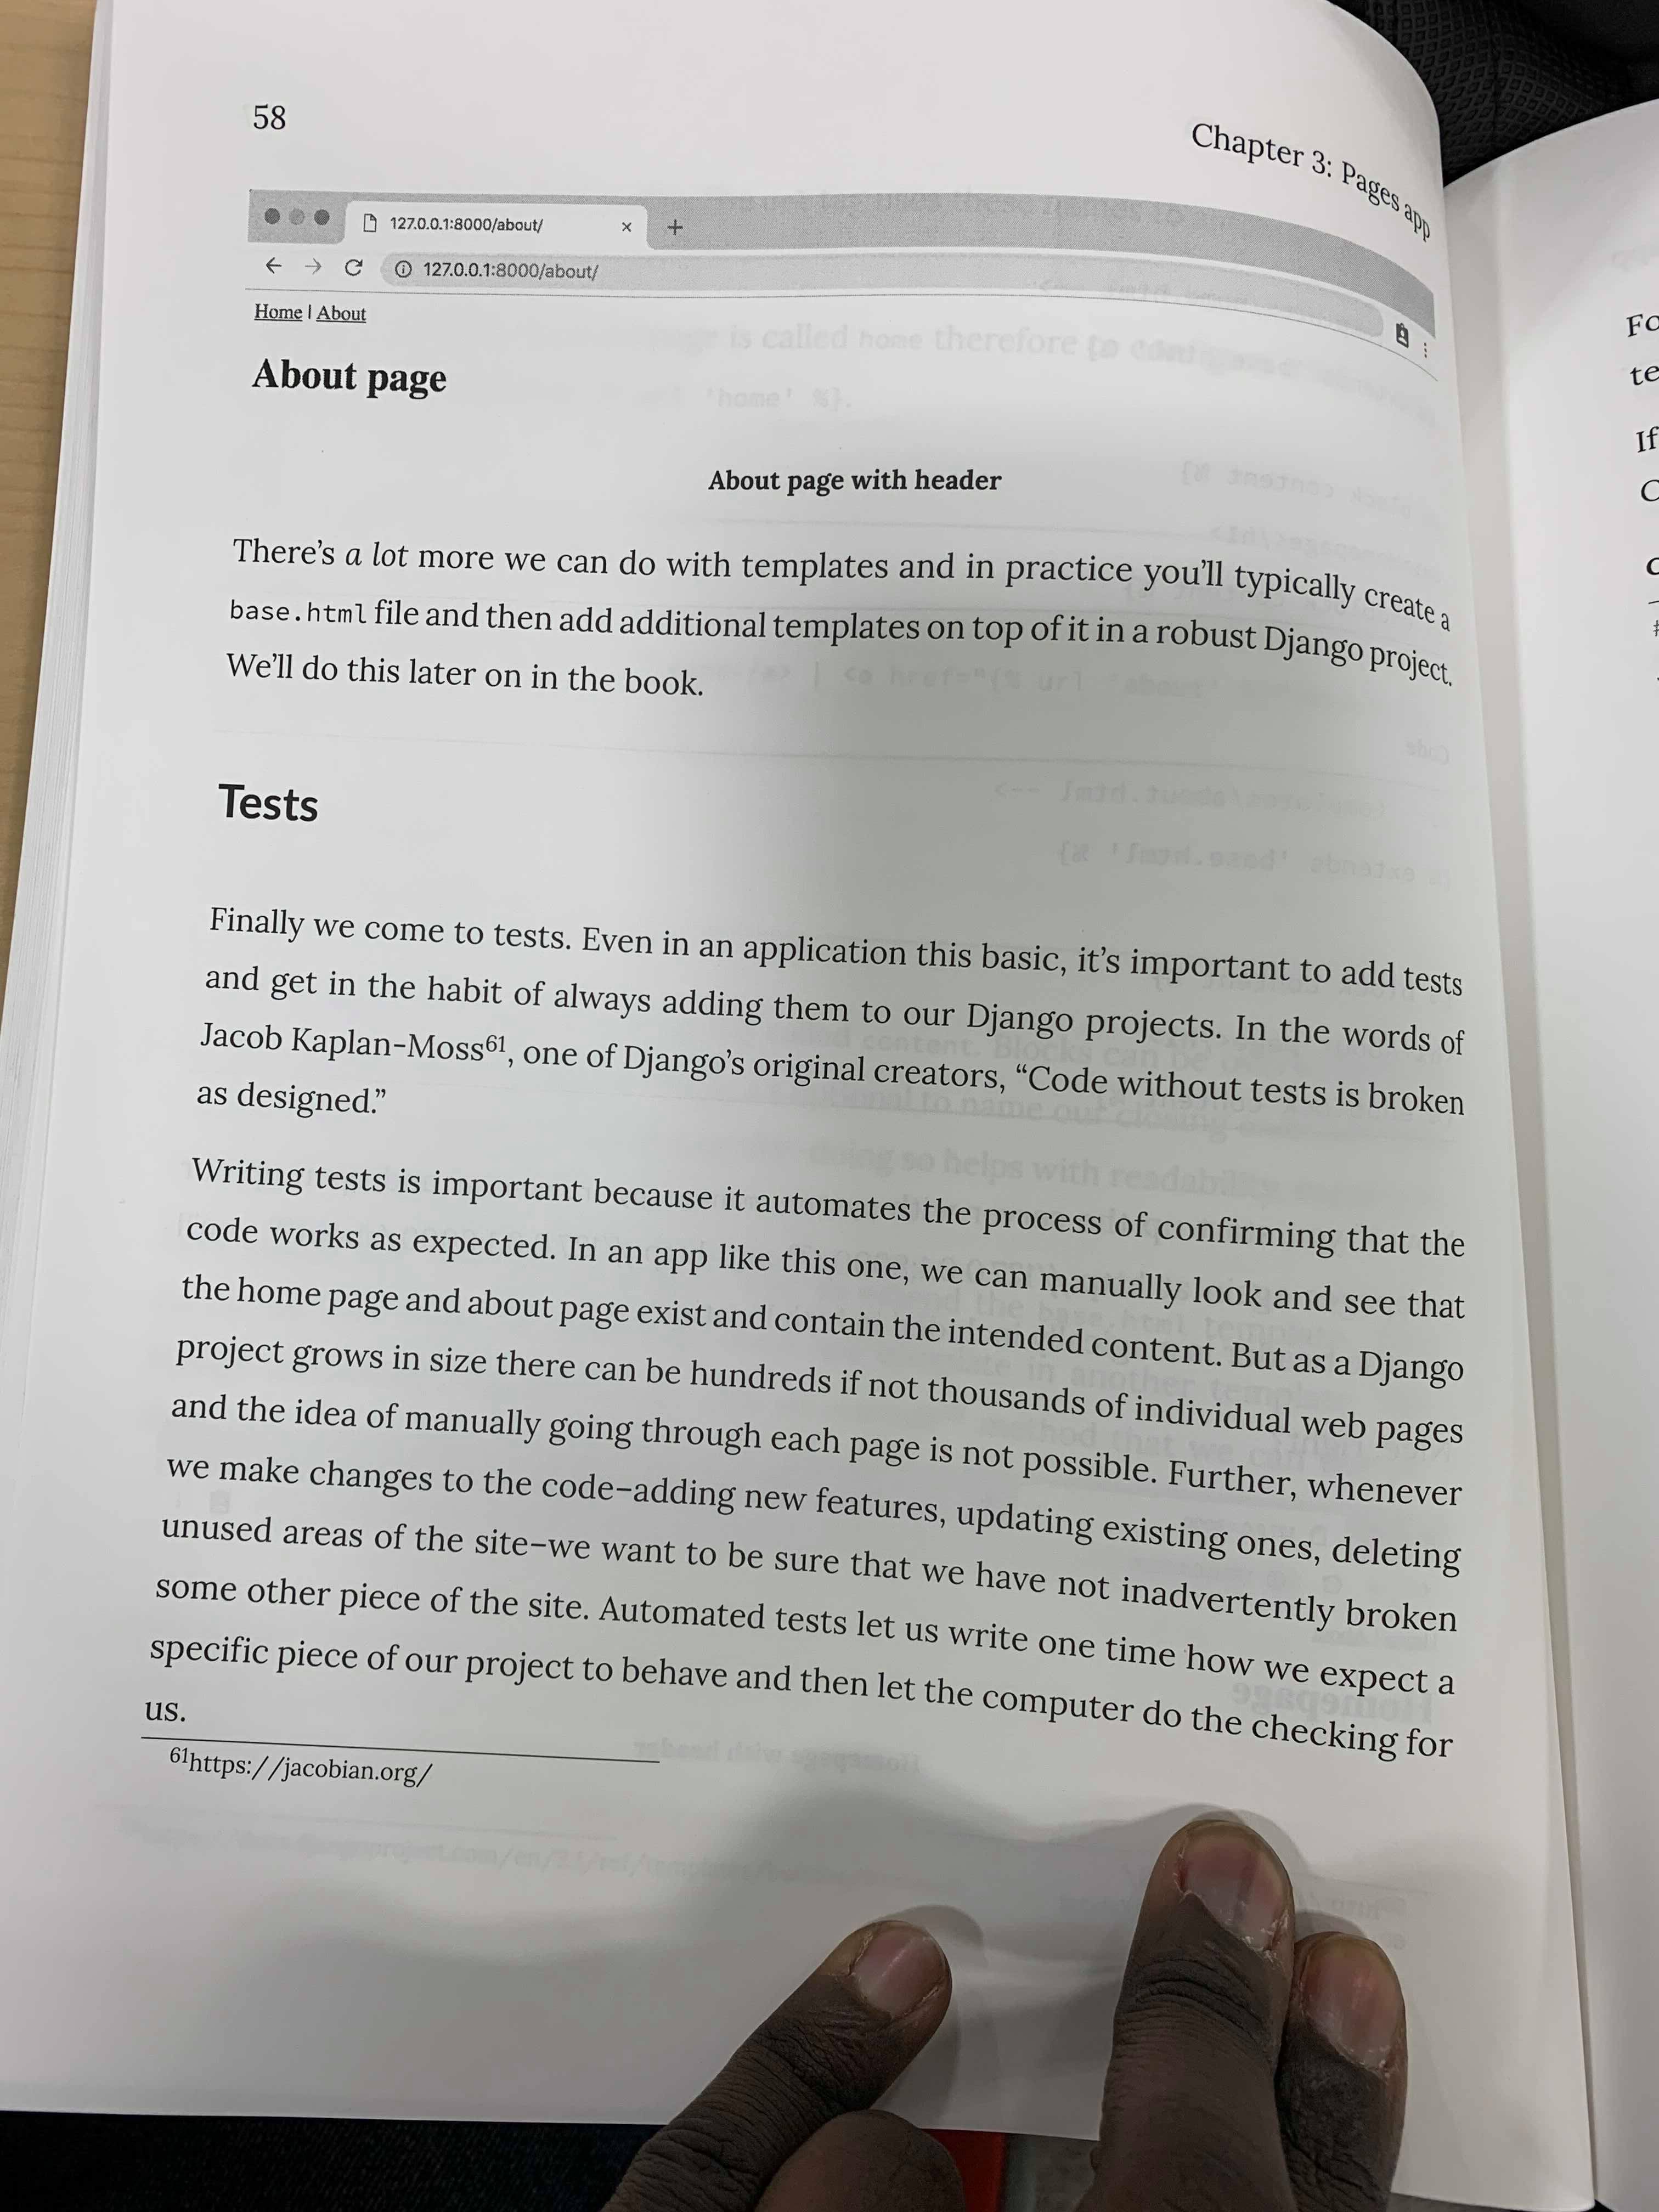 58
Chapter 3: Pages app
127.0.0.1:8000/about/
127.0.0.1:8000/about/
Home | About
About page
About page with header
There's a lot more we can do with templates and in practice you'll typically create a
base.html file and then add additional templates on top of it in a robust Django project.
We'll do this later on in the book.
Tests
Finally we come to tests. Even in an application this basic, it's important to add tests
and get in the habit of always adding them to our Django projects. In the words of
Jacob Kaplan-Moss61, one of Django's original creators, “Code without tests is broken
as designed.”
Writing tests is important because it automates the process of confirming that the
code works as expected. In an app like this one, we can manually look and see that
the home page and about page exist and contain the intended content. But as a Django
project grows in size there can be hundreds if not thousands of individual web pages
and the idea of manually going through each page is not possible. Further, whenever
we make changes to the code–adding new features, updating existing ones, deleting
unused areas of the site–we want to be sure that we have not inadvertently broken
some other piece of the site. Automated tests let us write one time how we expect a
specific piece of our project to behave and then let the computer do the checking for
us.
61https://jacobian.org/